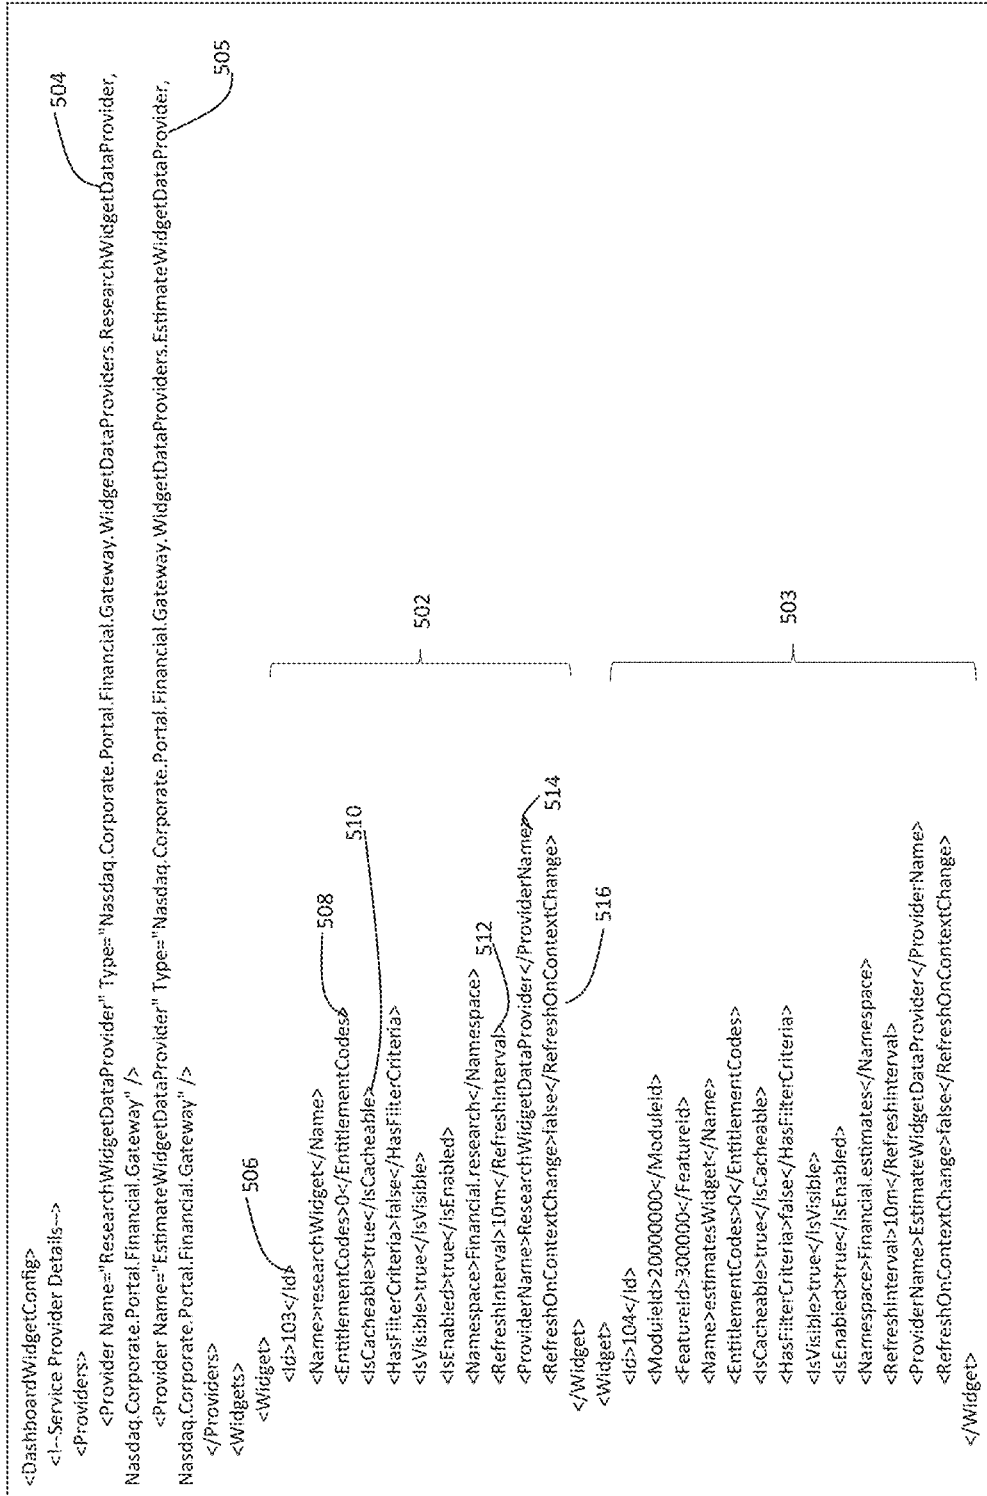 <DashboardWidgetConfig>
<!--Service Provider Details-->
<Providers>
<Provider Name="ResearchWidgetDataProvider" Type="Nasdaq.Corporate.Portal.Financial.Gateway.WidgetDataProviders.ResearchWidgetDataProvider,
Nasdaq.Corporate.Portal.Financial.Gateway" />
<Provider Name="EstimateWidgetDataProvider" Type="Nasdaq.Corporate.Portal.Financial.Gateway.WidgetDataProviders.EstimateWidgetDataProvider,
Nasdaq.Corporate.Portal.Financial.Gateway" />
</Providers>
<Widgets>
<Widget>
<Id>103</Id>
<Name>researchWidget</Name>
<EntitlementCodes>0</EntitlementCodes>
<IsCacheable>true</IsCacheable>
<HasFilterCriteria>false</HasFilterCriteria>
<IsVisible>true</IsVisible>
<IsEnabled>true</IsEnabled>
<Namespace>Financial.research</Namespace>
<RefreshInterval>10m</RefreshInterval>
<ProviderName>ResearchWidgetDataProvider</ProviderName>
<RefreshOnContextChange>false</RefreshOnContextChange>
</Widget>
<Widget>
<Id>104</Id>
<ModuleId>20000000</ModuleId>
<FeatureId>300000</FeatureId>
<Name>estimatesWidget</Name>
<EntitlementCodes>0</EntitlementCodes>
<IsCacheable>true</IsCacheable>
<HasFilterCriteria>false</HasFilterCriteria>
<IsVisible>true</IsVisible>
<IsEnabled>true</IsEnabled>
<Namespace>Financial.estimates</Namespace>
<RefreshInterval>10m</RefreshInterval>
<ProviderName>EstimateWidgetDataProvider</ProviderName>
<RefreshOnContextChange>false</RefreshOnContextChange>
</Widget>
504
505
506
508
510
512
514
516
502
503